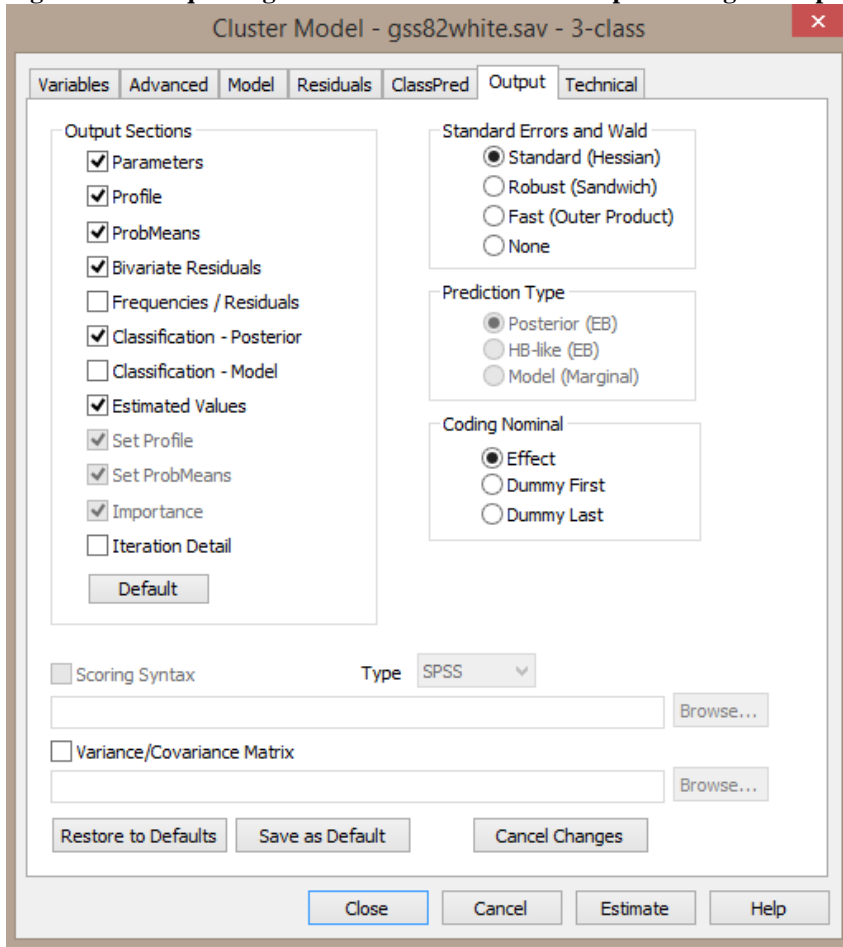 Cluster Model - gss82white.sav - 3-class
Variables Advanced Model Residuals ClassPred Output Technical
Output Sections
Parameters
Profile
ProbMeans
Bivariate Residuals
Frequencies / Residuals
Classification - Posterior
Classification - Model
Estimated Values
Set Profile
Set ProbMeans
Importance
Iteration Detail
Default
Standard Errors and Wald
Standard (Hessian)
Robust (Sandwich)
Fast (Outer Product)
None
Prediction Type
Posterior (EB)
HB-like (EB)
Model (Marginal)
Coding Nominal
Effect
Dummy First
Dummy Last
Scoring Syntax Type SPSS
Browse...
Variance/Covariance Matrix
Browse...
Restore to Defaults Save as Default Cancel Changes
Close Cancel Estimate Help